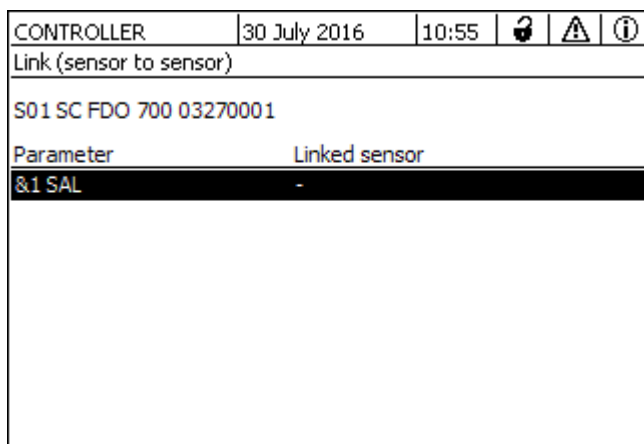 CONTROLLER 30 July 2016 10:55
Link (sensor to sensor)
S01 SC FDO 700 03270001
Parameter Linked sensor
&1 SAL -